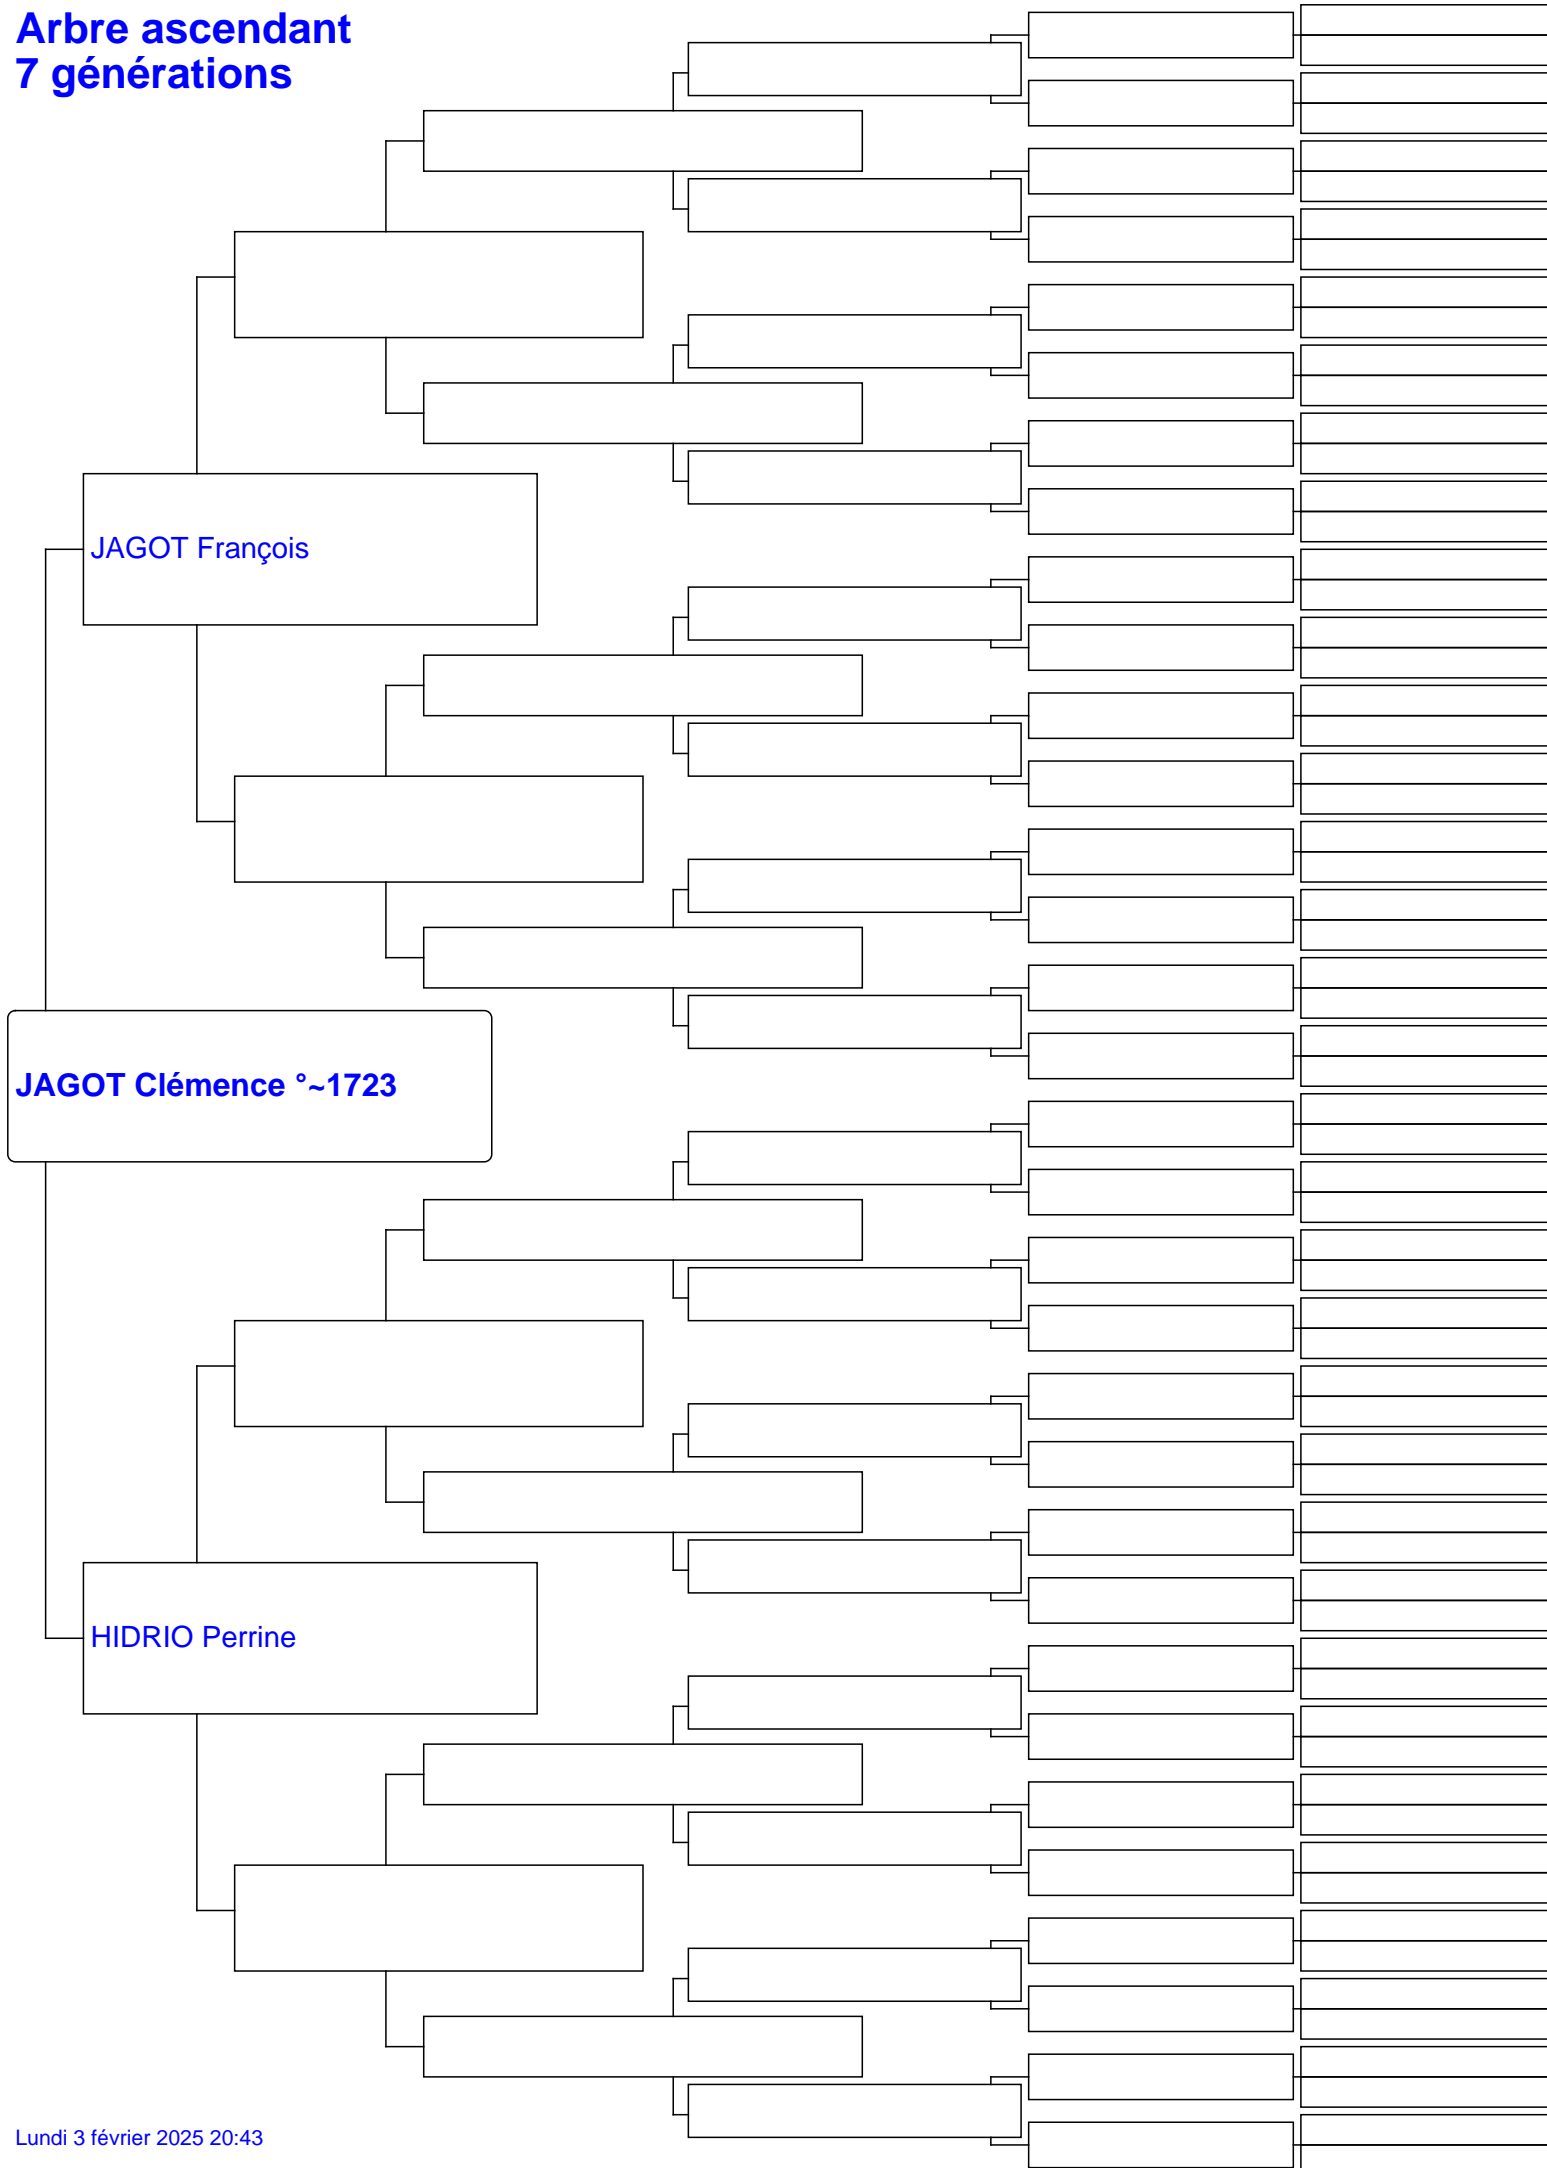 Arbre ascendant
7 générations
JAGOT François
JAGOT Clémence °~1723
HIDRIO Perrine
Lundi 3 février 2025 20:43